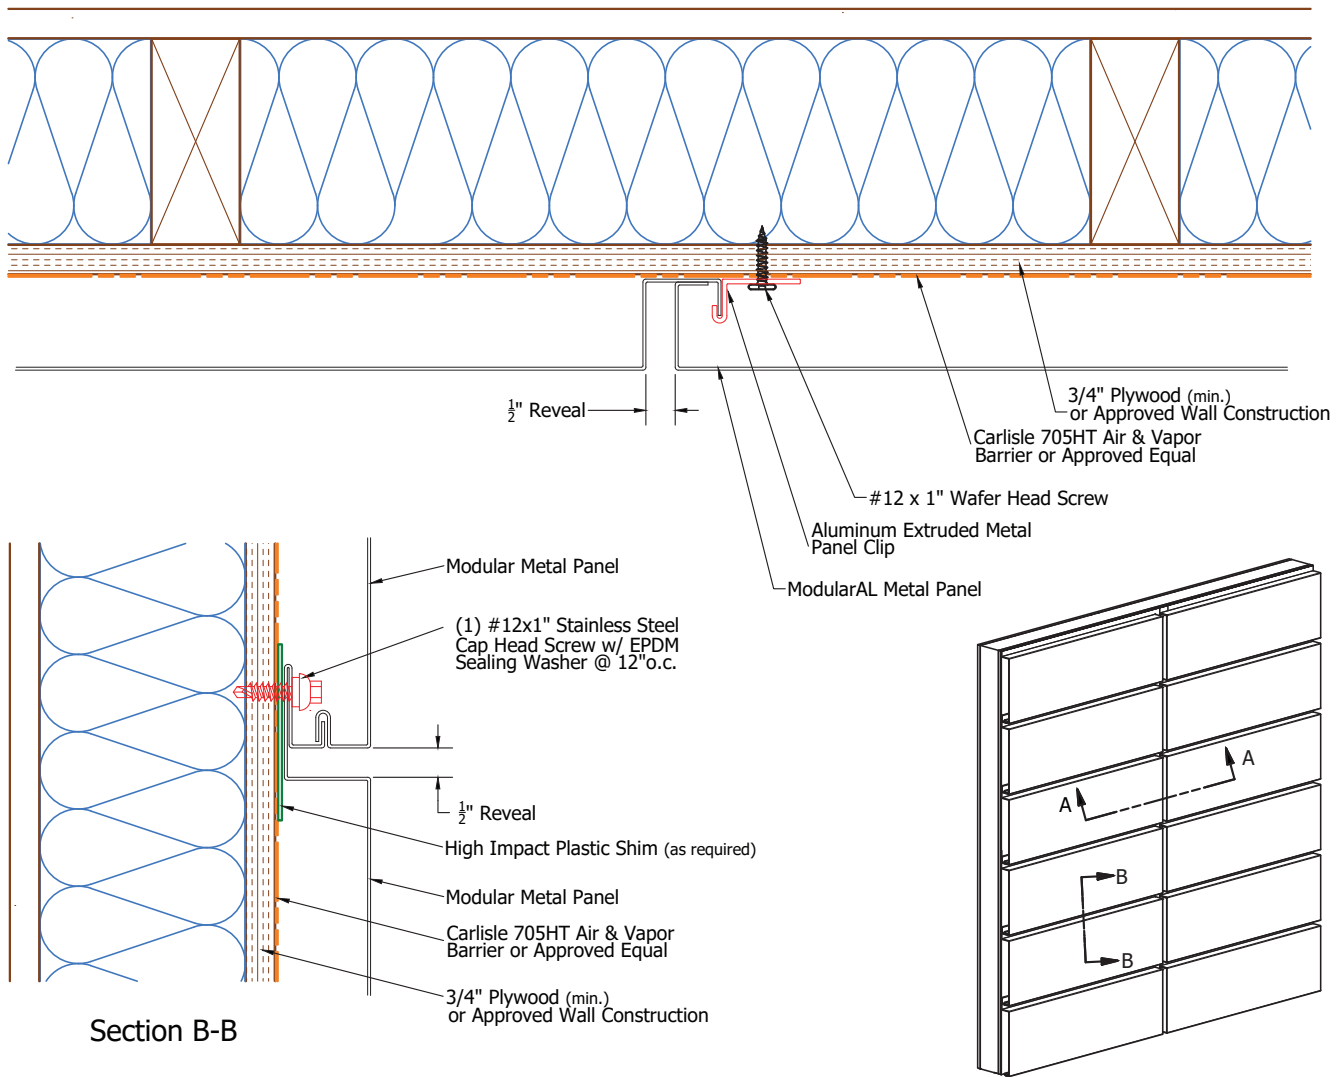 ½" Reveal
3/4" Plywood (min.)
or Approved Wall Construction
Carlisle 705HT Air & Vapor
Barrier or Approved Equal
#12 x 1" Wafer Head Screw
Aluminum Extruded Metal
Panel Clip
ModularAL Metal Panel
Modular Metal Panel
(1) #12x1" Stainless Steel
Cap Head Screw w/ EPDM
Sealing Washer @ 12"o.c.
½" Reveal
High Impact Plastic Shim (as required)
Modular Metal Panel
Carlisle 705HT Air & Vapor
Barrier or Approved Equal
3/4" Plywood (min.)
or Approved Wall Construction
Section B-B
A
A
B
B